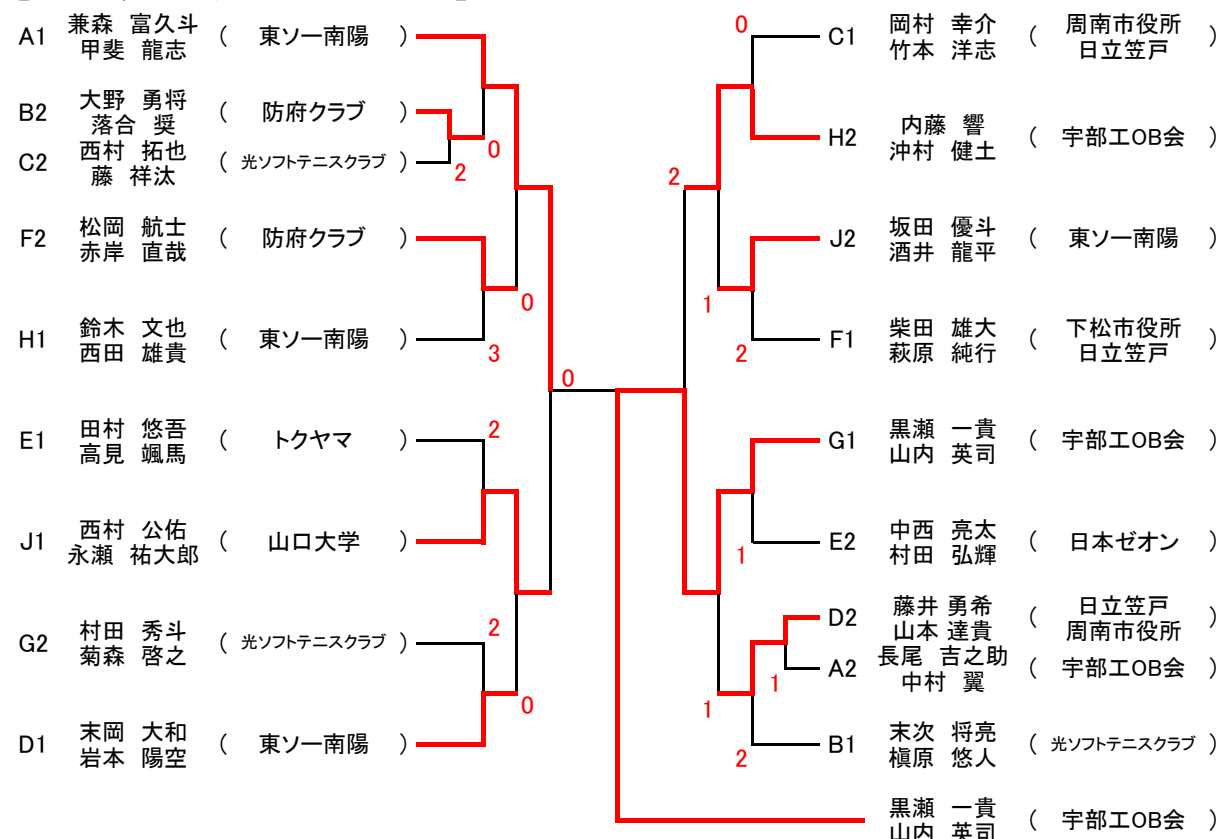 A1 兼森 富久斗 ( 東ソー南陽 )
甲斐 龍志
B2 大野 勇将 ( 防府クラブ )
落合 奨
C2 西村 拓也 ( 光ソフトテニスクラブ )
藤 祥汰
0
2
F2 松岡 航士 ( 防府クラブ )
赤岸 直哉
0
H1 鈴木 文也 ( 東ソー南陽 )
西田 雄貴
3
0
E1 田村 悠吾 ( トクヤマ )
高見 颯馬
2
J1 西村 公佑 ( 山口大学 )
永瀬 祐太郎
G2 村田 秀斗 ( 光ソフトテニスクラブ )
菊森 啓之
2
0
D1 末岡 大和 ( 東ソー南陽 )
岩本 陽空
0
C1 岡村 幸介 ( 周南市役所 )
竹本 洋志 日立笠戸
H2 内藤 響 ( 宇部工OB会 )
沖村 健土
2
J2 坂田 優斗 ( 東ソー南陽 )
酒井 龍平
1
F1 柴田 雄大 ( 下松市役所 )
萩原 純行 日立笠戸
2
G1 黒瀬 一貴 ( 宇部工OB会 )
山内 英司
E2 中西 亮太 ( 日本ゼオン )
村田 弘輝
1
D2 藤井 勇希 ( 日立笠戸 )
山本 達貴 周南市役所
A2 長尾 吉之助 ( 宇部工OB会 )
中村 翼
1
1
B1 末次 将亮 ( 光ソフトテニスクラブ )
槇原 悠人
2
黒瀬 一貴 ( 宇部工OB会 )
山内 英司